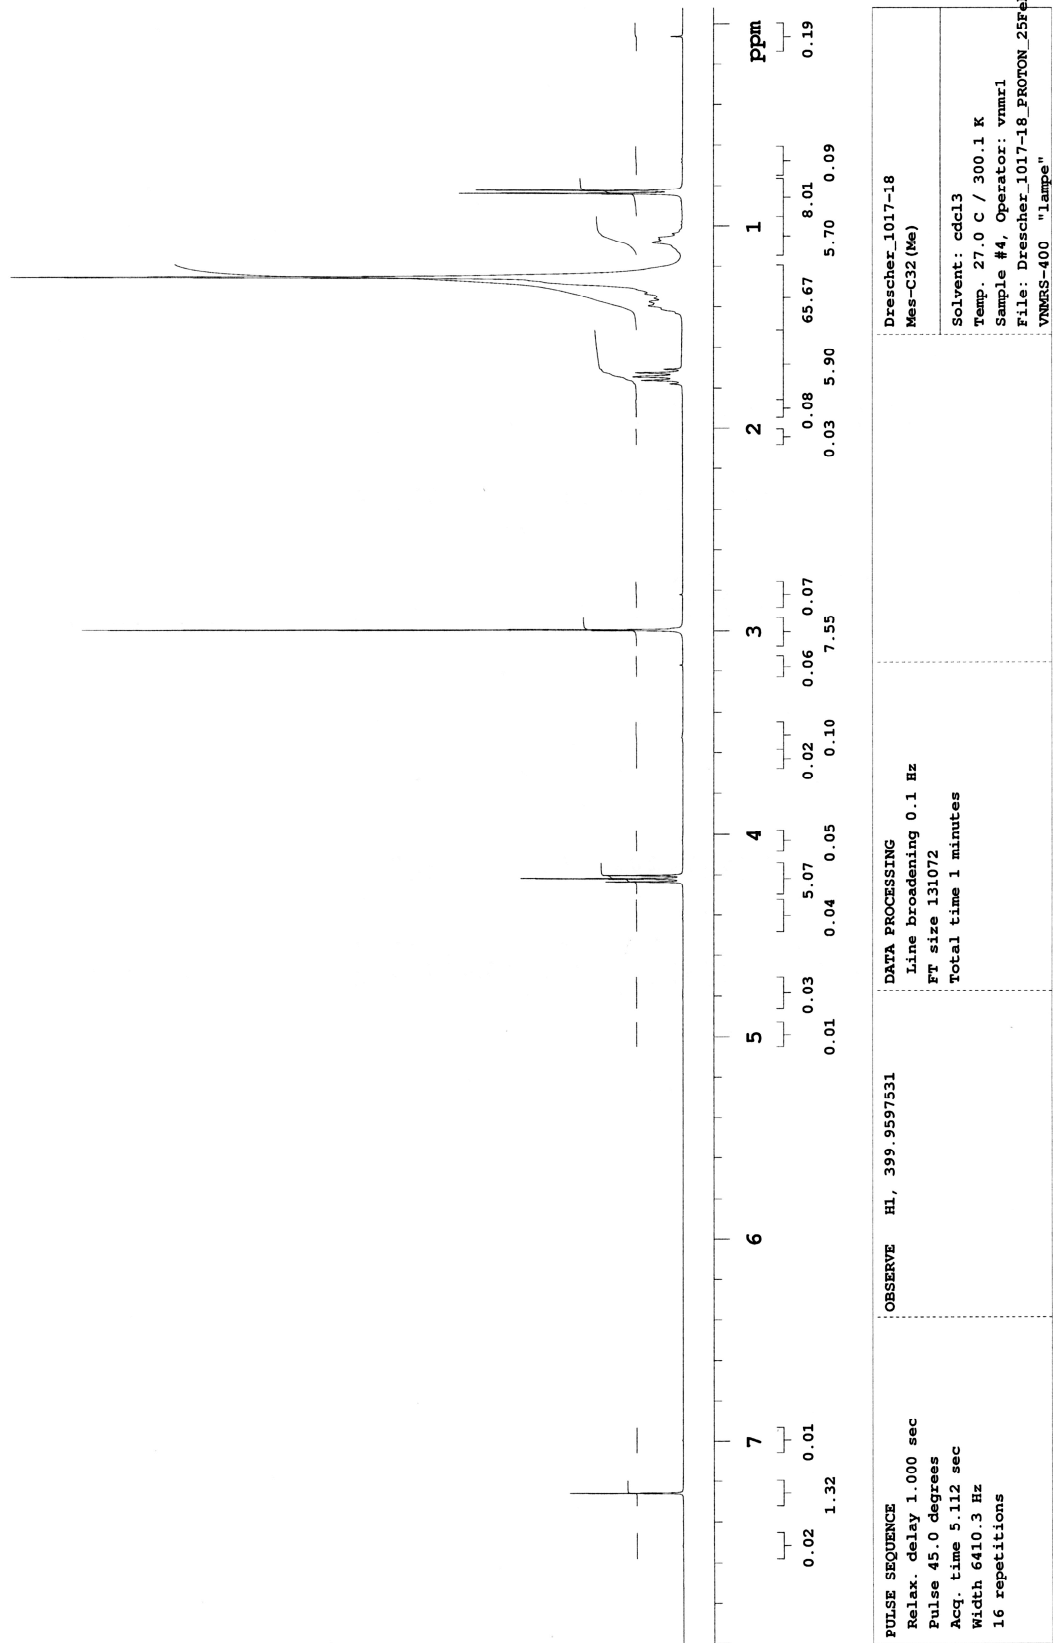 1
2
3
4
5
6
7
ppm
0.02
1.32
0.01
0.01
0.03
0.04
5.07
0.05
0.02
0.10
0.06
7.55
0.07
0.03
0.08
5.90
65.67
5.70
8.01
0.09
0.19
PULSE SEQUENCE
Relax. delay 1.000 sec
Pulse 45.0 degrees
Acq. time 5.112 sec
Width 6410.3 Hz
16 repetitions
OBSERVE H1, 399.9597531
DATA PROCESSING
Line broadening 0.1 Hz
FT size 131072
Total time 1 minutes
Drescher_1017-18
Mes-C32(Me)
Solvent: cdcl3
Temp. 27.0 C / 300.1 K
Sample #4, Operator: vnmr1
File: Drescher_1017-18_PROTON_25Fe
VNMRS-400 "lampe"